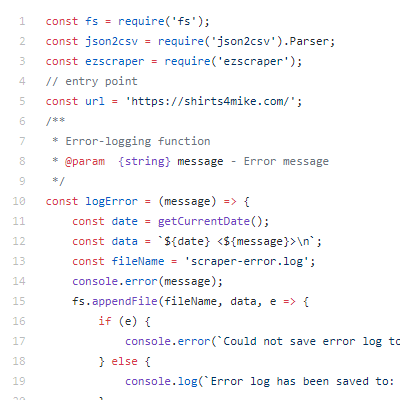 1 const fs = require('fs');
2 const json2csv = require('json2csv').Parser;
3 const ezscraper = require('ezscraper');
4 // entry point
5 const url = 'https://shirts4mike.com/';
6 /**
7  * Error-logging function
8  * @param  {string} message - Error message
9  */
10 const logError = (message) => {
11     const date = getCurrentDate();
12     const data = `${date} <${message}>\n`;
13     const fileName = 'scraper-error.log';
14     console.error(message);
15     fs.appendFile(fileName, data, e => {
16         if (e) {
17             console.error(`Could not save error log to
18         } else {
19             console.log(`Error log has been saved to: